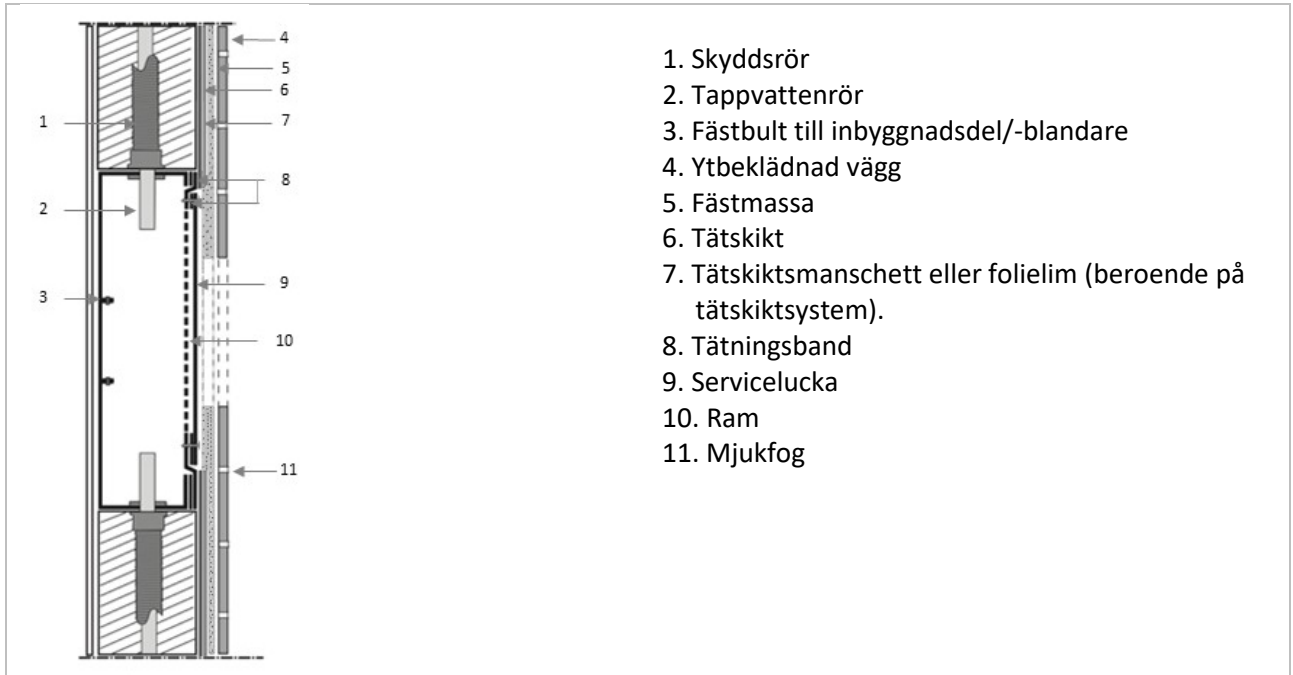 4
5
6
1
7
8
2
9
3
10
11
1. Skyddsrör
2. Tappvattenrör
3. Fästbult till inbyggnadsdel/-blandare
4. Ytbeklädnad vägg
5. Fästmassa
6. Tätskikt
7. Tätskiktsmanschett eller folielim (beroende på
tätskiktsystem).
8. Tätningsband
9. Servicelucka
10. Ram
11. Mjukfog